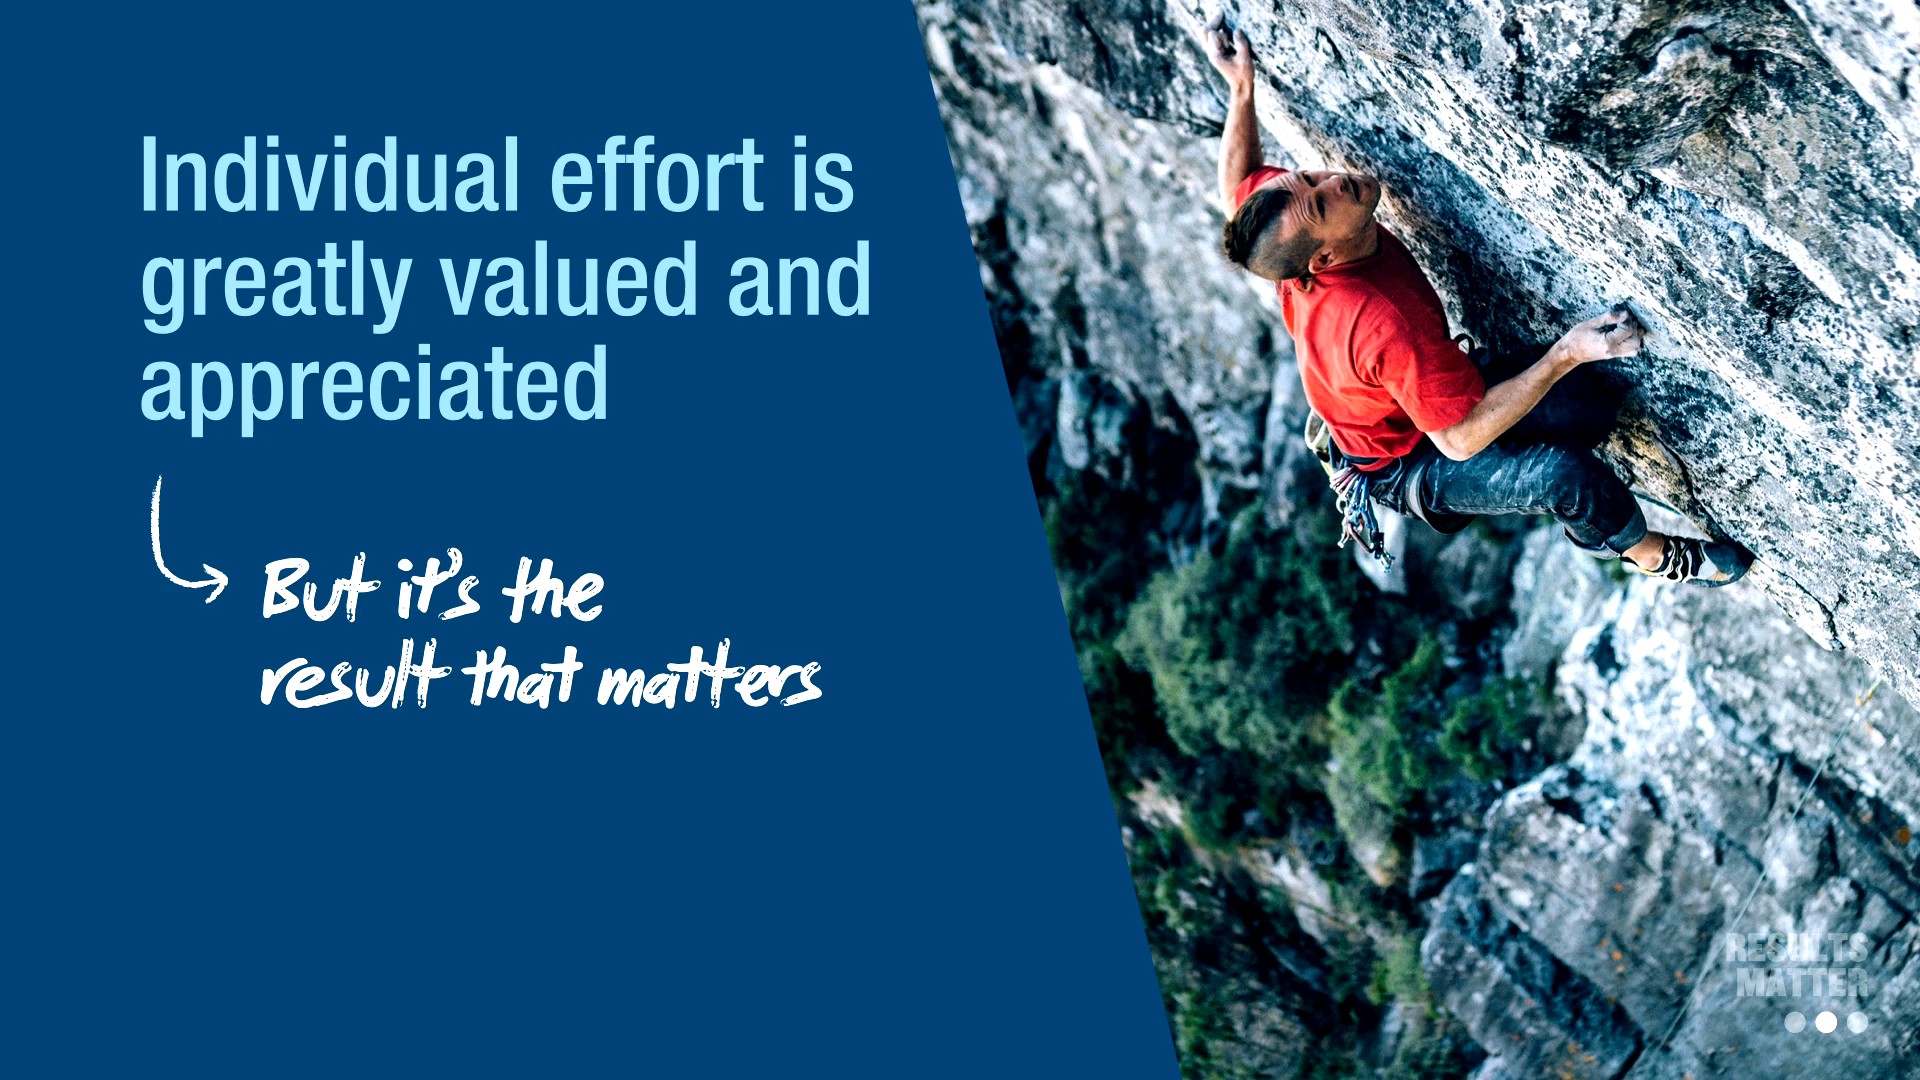 Individual effort is
greatly valued and
appreciated
But it's the
result that matters
RESULTS
MATTER